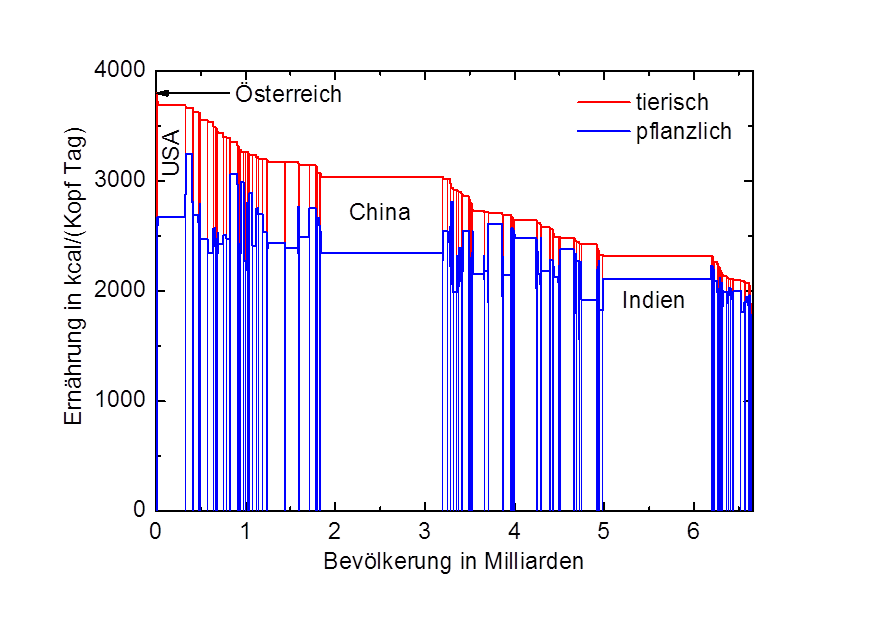 4000
3000
2000
1000
0
Ernährung in kcal/(Kopf Tag)
Österreich
tierisch
pflanzlich
USA
China
Indien
0 1 2 3 4 5 6
Bevölkerung in Milliarden